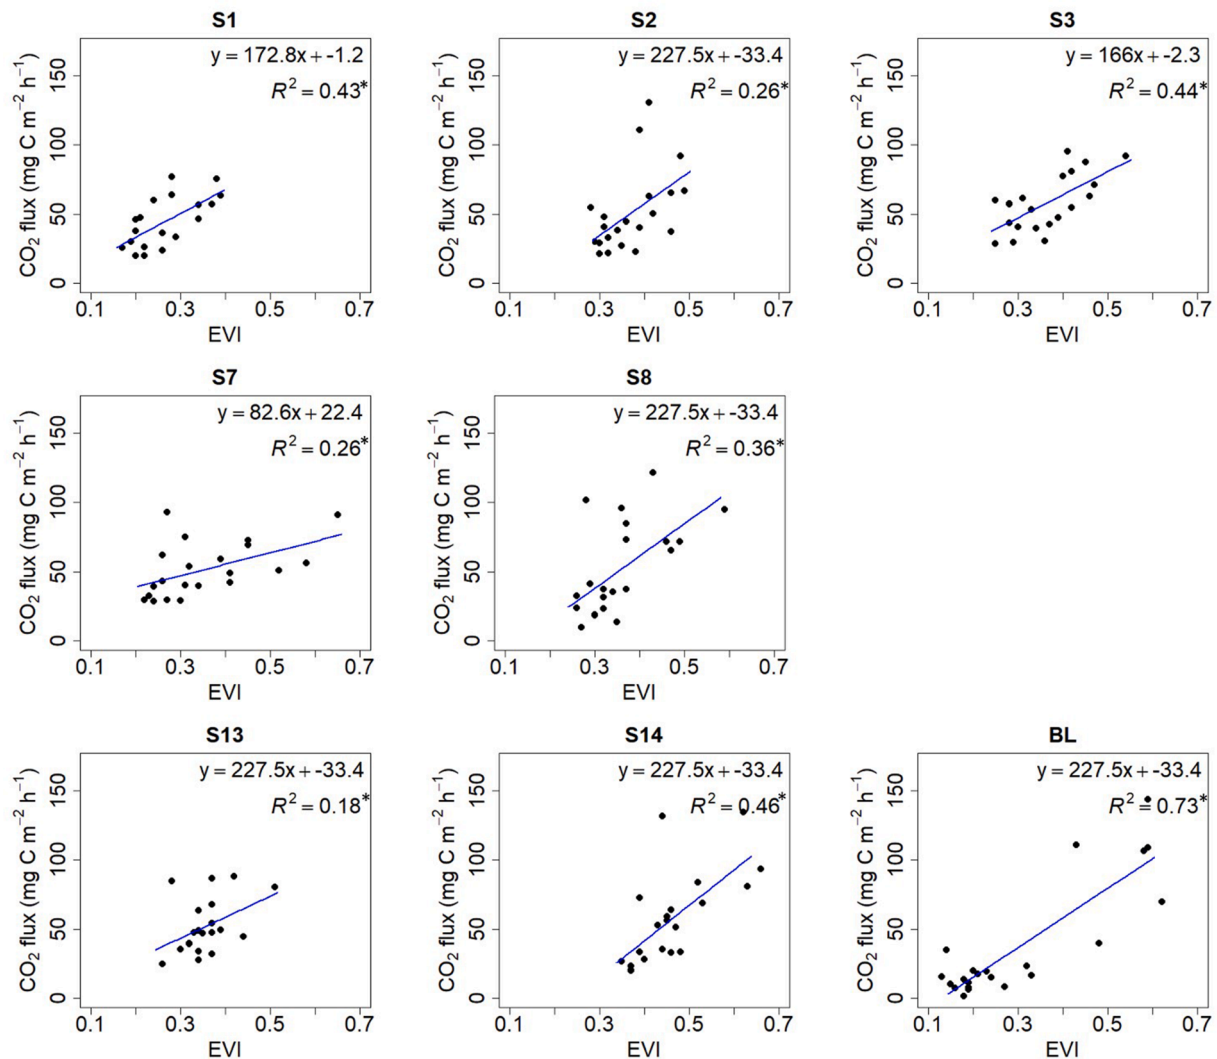 S1
y = 172.8x + -1.2
R² = 0.43*
CO₂ flux (mg C m⁻² h⁻¹)
150
100
50
0
0.1 0.3 0.5 0.7
EVI
S2
y = 227.5x + -33.4
R² = 0.26*
CO₂ flux (mg C m⁻² h⁻¹)
150
100
50
0
0.1 0.3 0.5 0.7
EVI
S3
y = 166x + -2.3
R² = 0.44*
CO₂ flux (mg C m⁻² h⁻¹)
150
100
50
0
0.1 0.3 0.5 0.7
EVI
S7
y = 82.6x + 22.4
R² = 0.26*
CO₂ flux (mg C m⁻² h⁻¹)
150
100
50
0
0.1 0.3 0.5 0.7
EVI
S8
y = 227.5x + -33.4
R² = 0.36*
CO₂ flux (mg C m⁻² h⁻¹)
150
100
50
0
0.1 0.3 0.5 0.7
EVI
S13
y = 227.5x + -33.4
R² = 0.18*
CO₂ flux (mg C m⁻² h⁻¹)
150
100
50
0
0.1 0.3 0.5 0.7
EVI
S14
y = 227.5x + -33.4
R² = 0.46*
CO₂ flux (mg C m⁻² h⁻¹)
150
100
50
0
0.1 0.3 0.5 0.7
EVI
BL
y = 227.5x + -33.4
R² = 0.73*
CO₂ flux (mg C m⁻² h⁻¹)
150
100
50
0
0.1 0.3 0.5 0.7
EVI